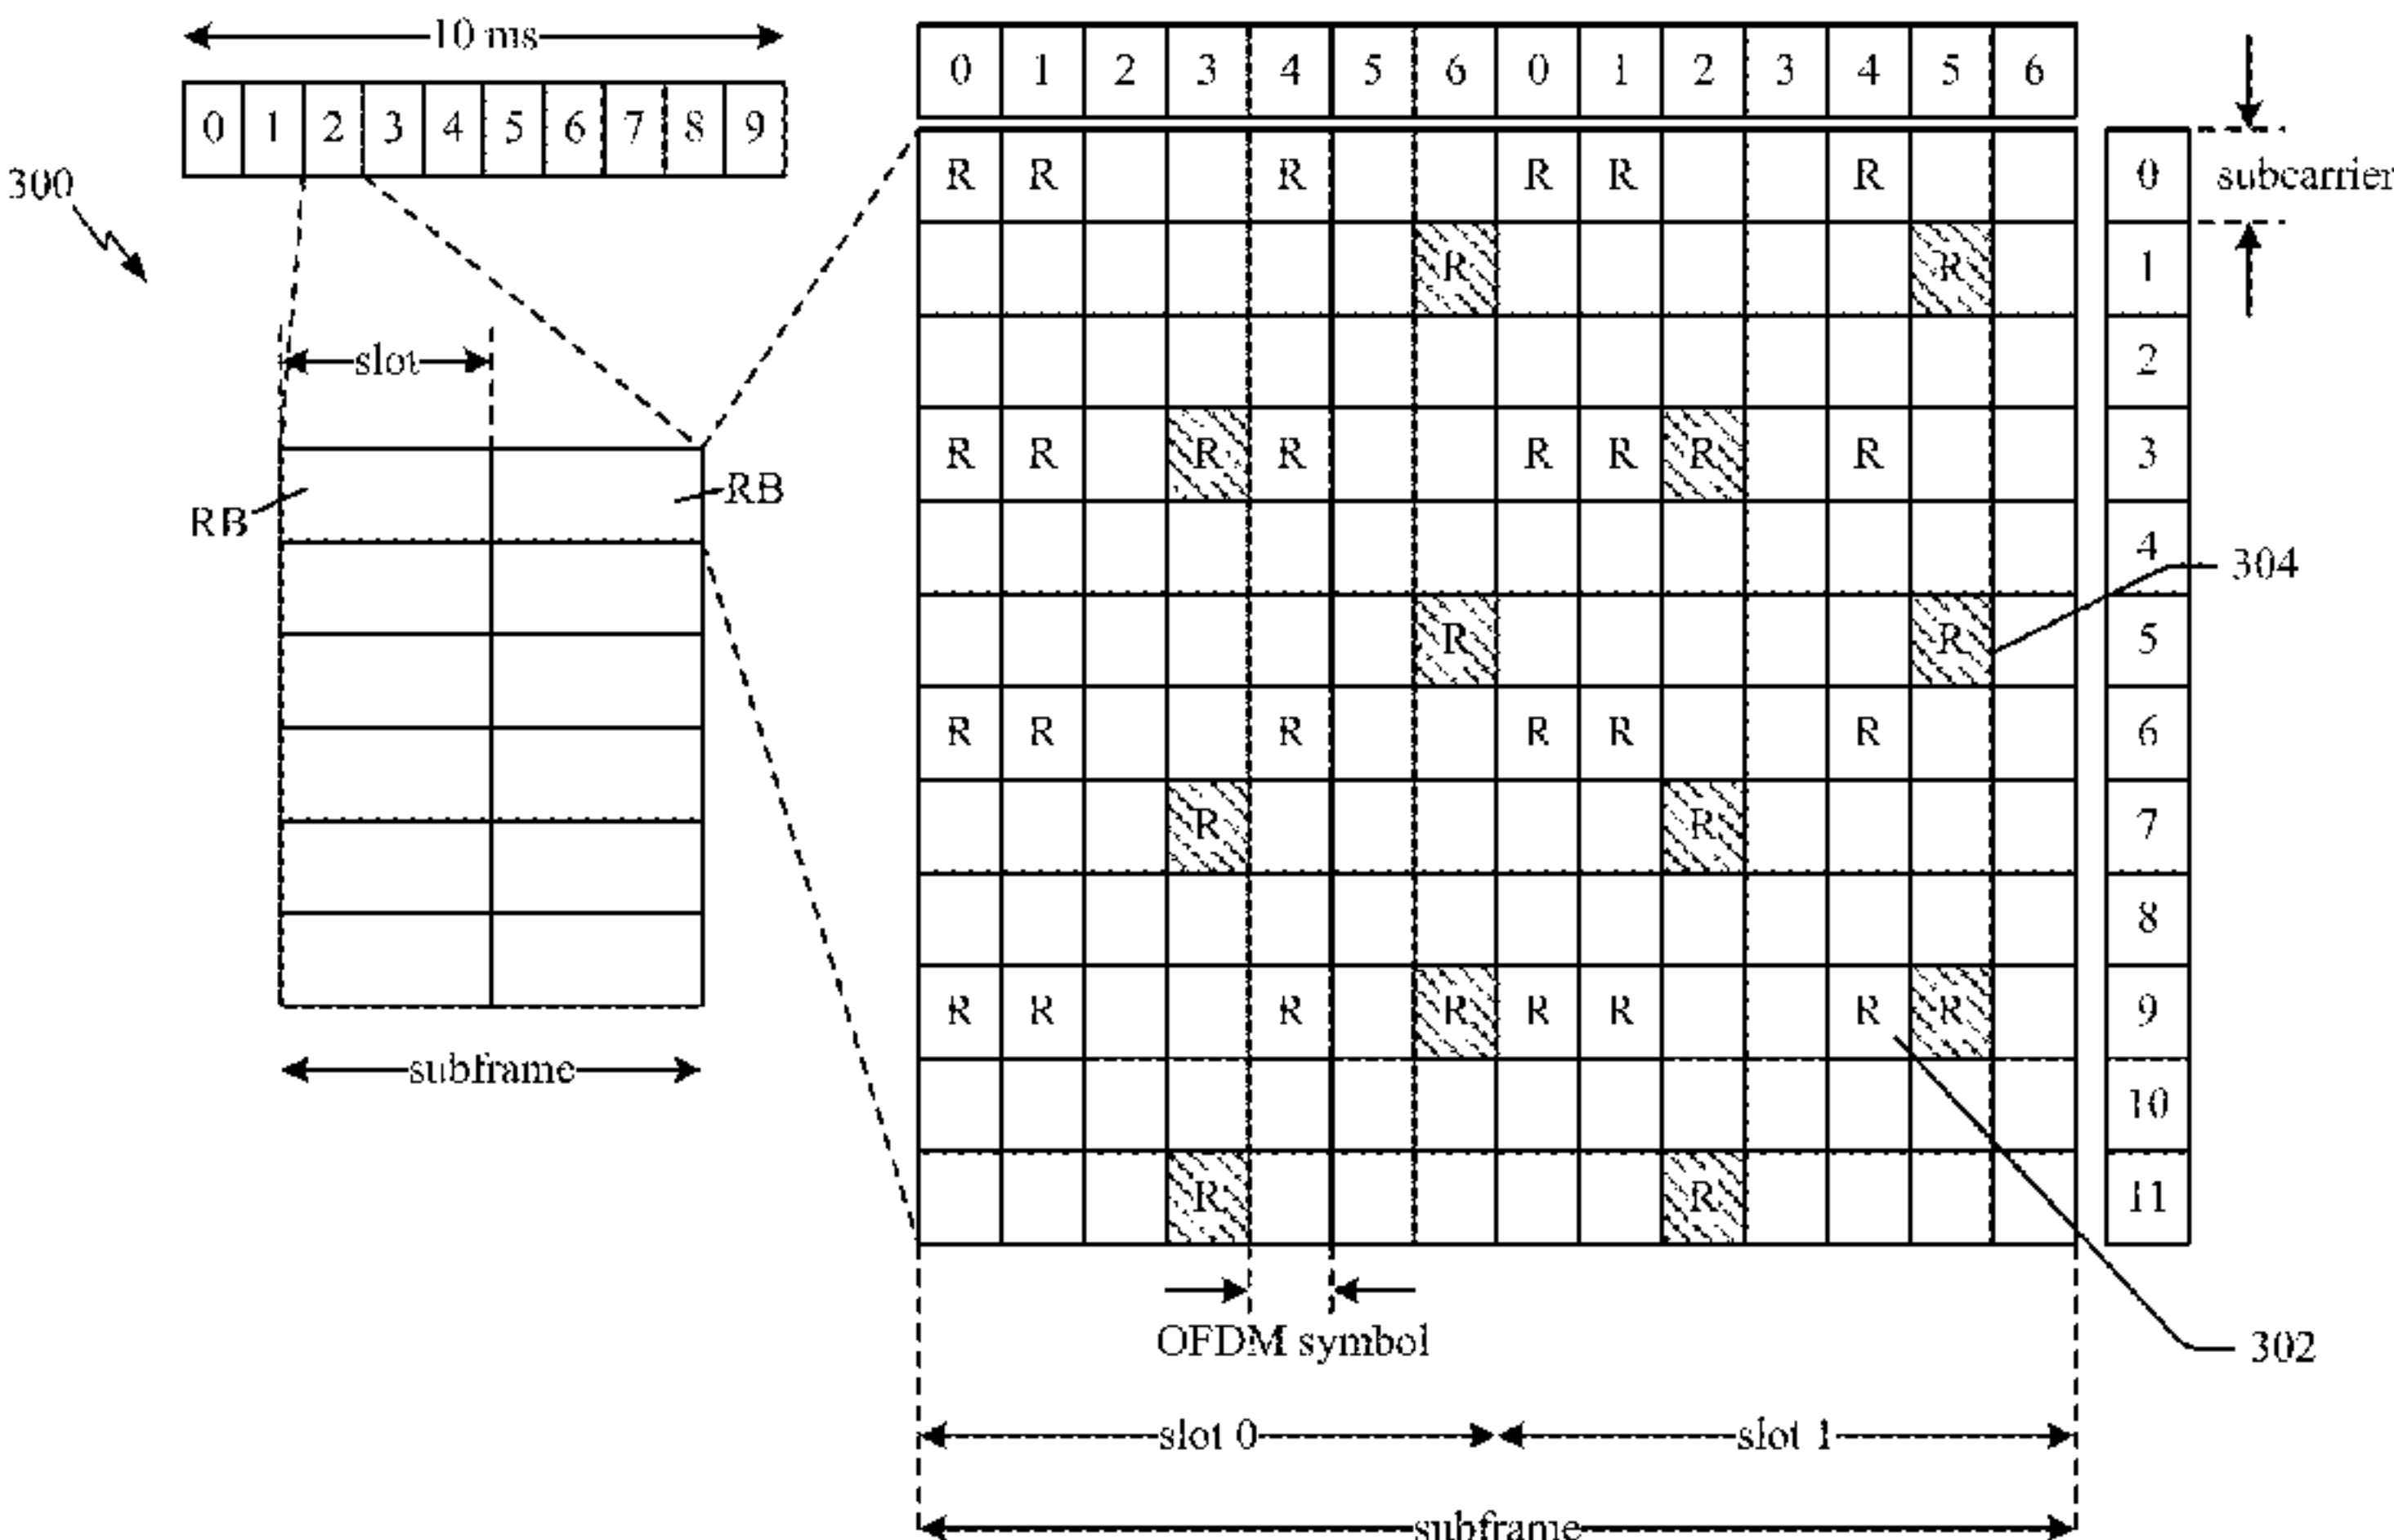 10 ms
0 1 2 3 4 5 6 7 8 9
300
slot
RB
RB
subframe
0 1 2 3 4 5 6 0 1 2 3 4 5 6
R R R R R R 0
subcarrier
R R 1
2
R R R R R R R R 3
4
304
R R 5
R R R R R R 6
R R 7
8
R R R R R R R R 9
10
R R 11
OFDM symbol
302
slot 0 slot 1
subframe